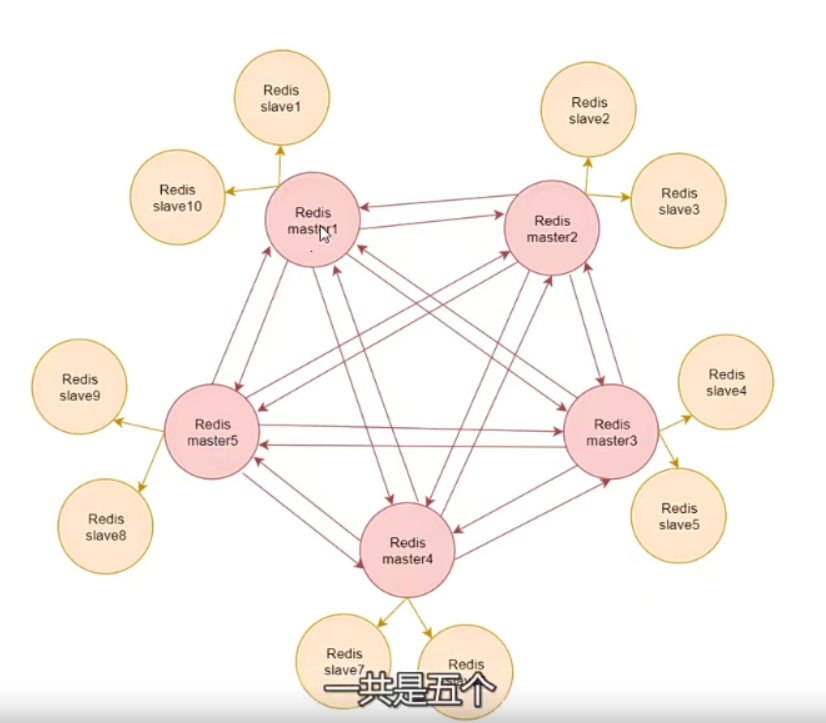 Redis
slave1
Redis
slave2
Redis
slave10
Redis
slave3
Redis
master1
Redis
master2
Redis
slave9
Redis
slave4
Redis
master5
Redis
master3
Redis
slave8
Redis
slave5
Redis
master4
Redis
slave7
Redis
一共是五个